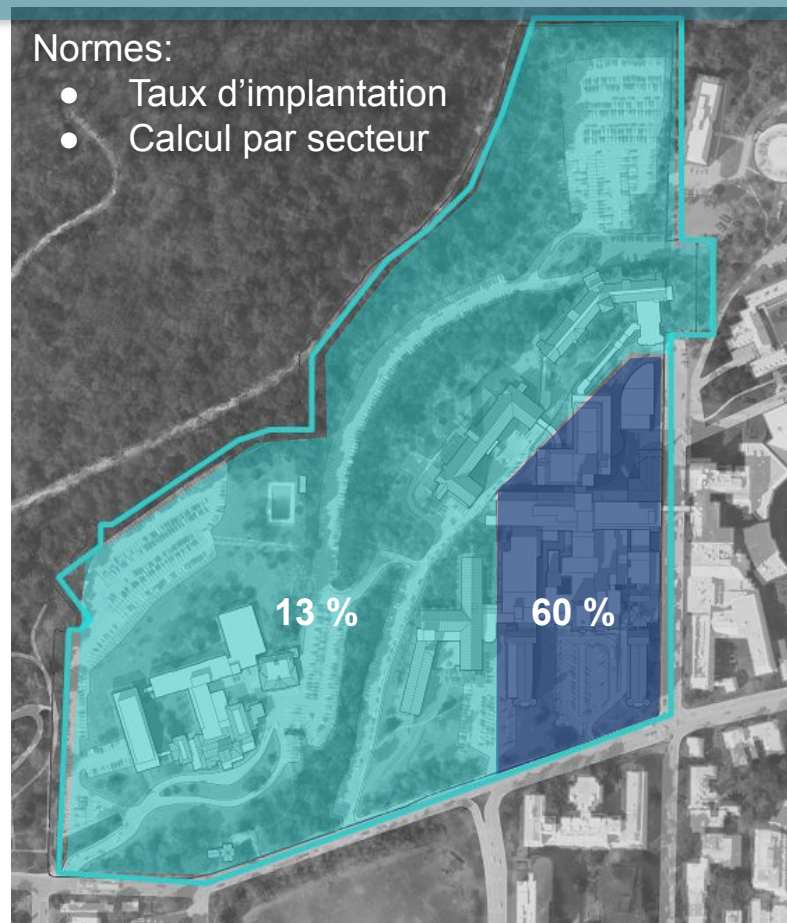 Normes:
● Taux d'implantation
● Calcul par secteur
13 % 60 %